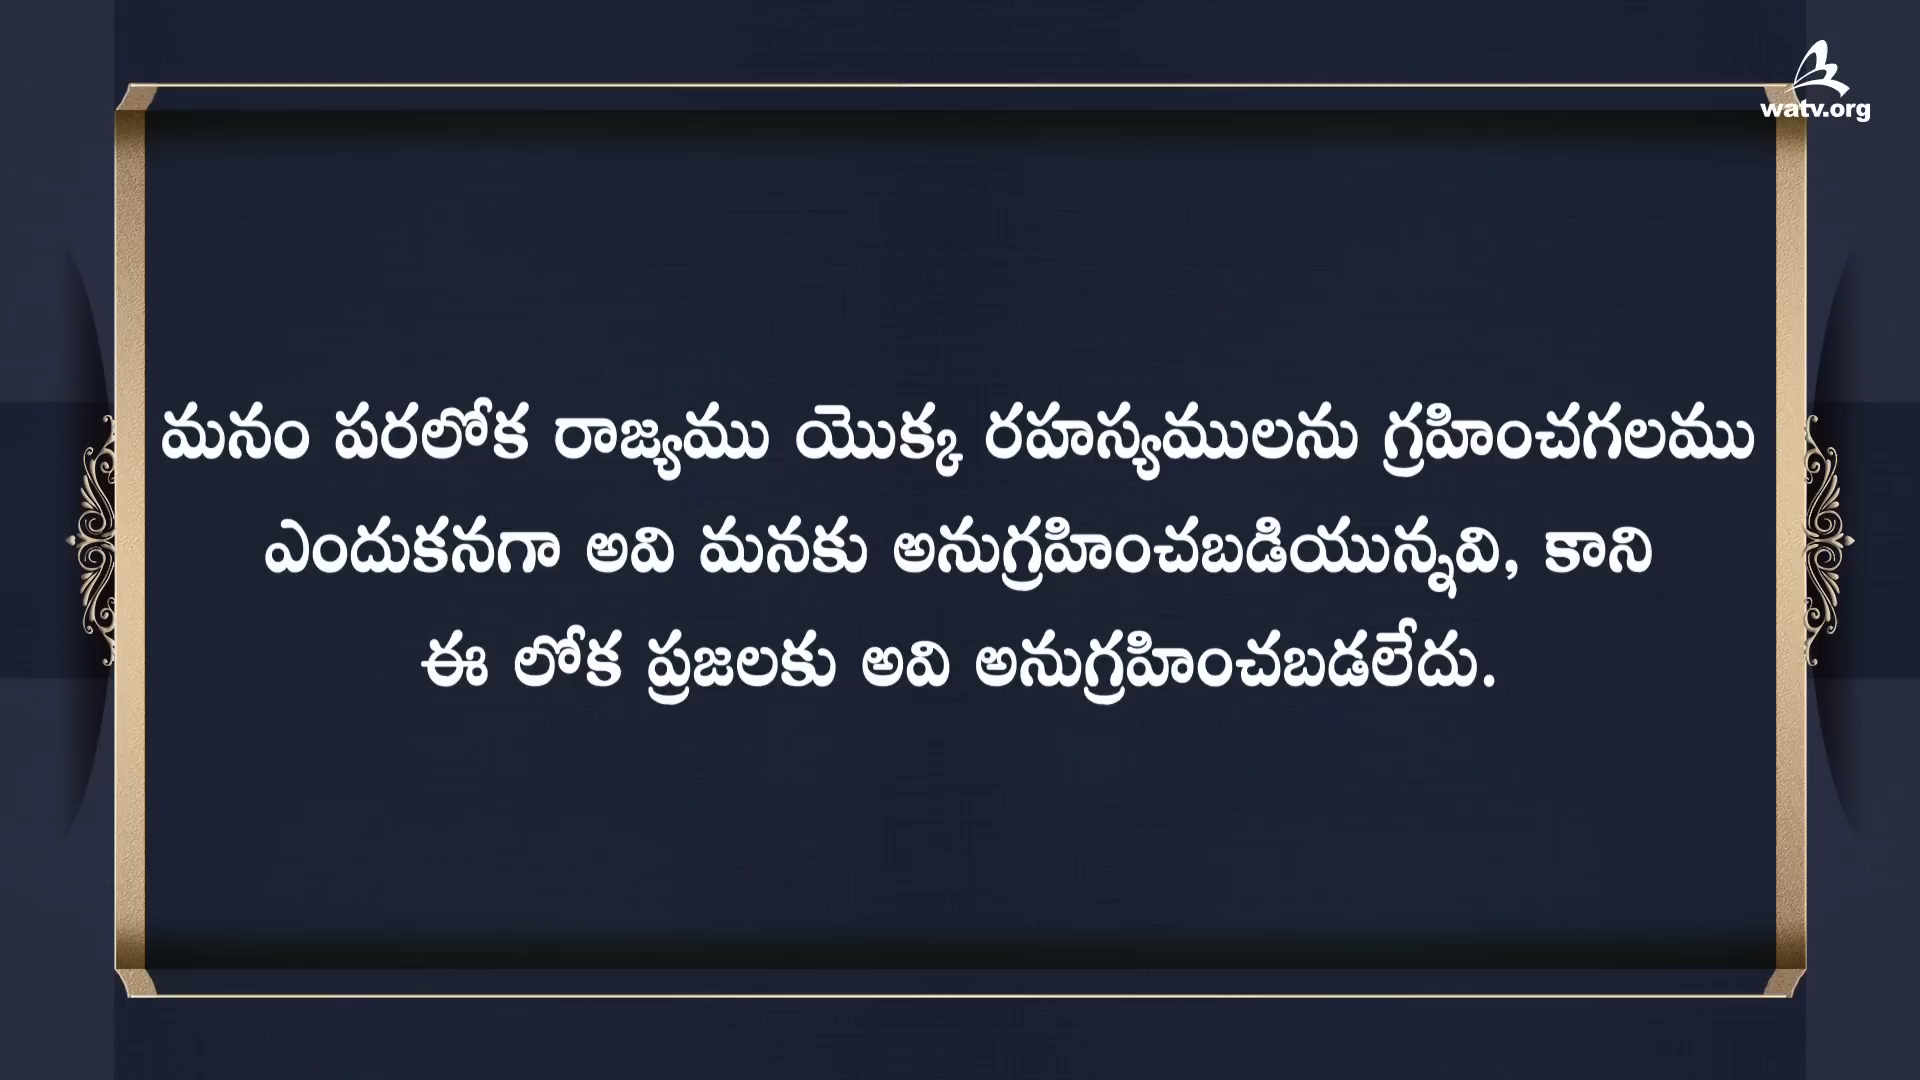 watv.org
మనం పరలోక రాజ్యము యొక్క రహస్యములను గ్రహించగలము
ఎందుకనగా అవి మనకు అనుగ్రహించబడియున్నవి, కాని
ఈ లోక ప్రజలకు అవి అనుగ్రహించబడలేదు.